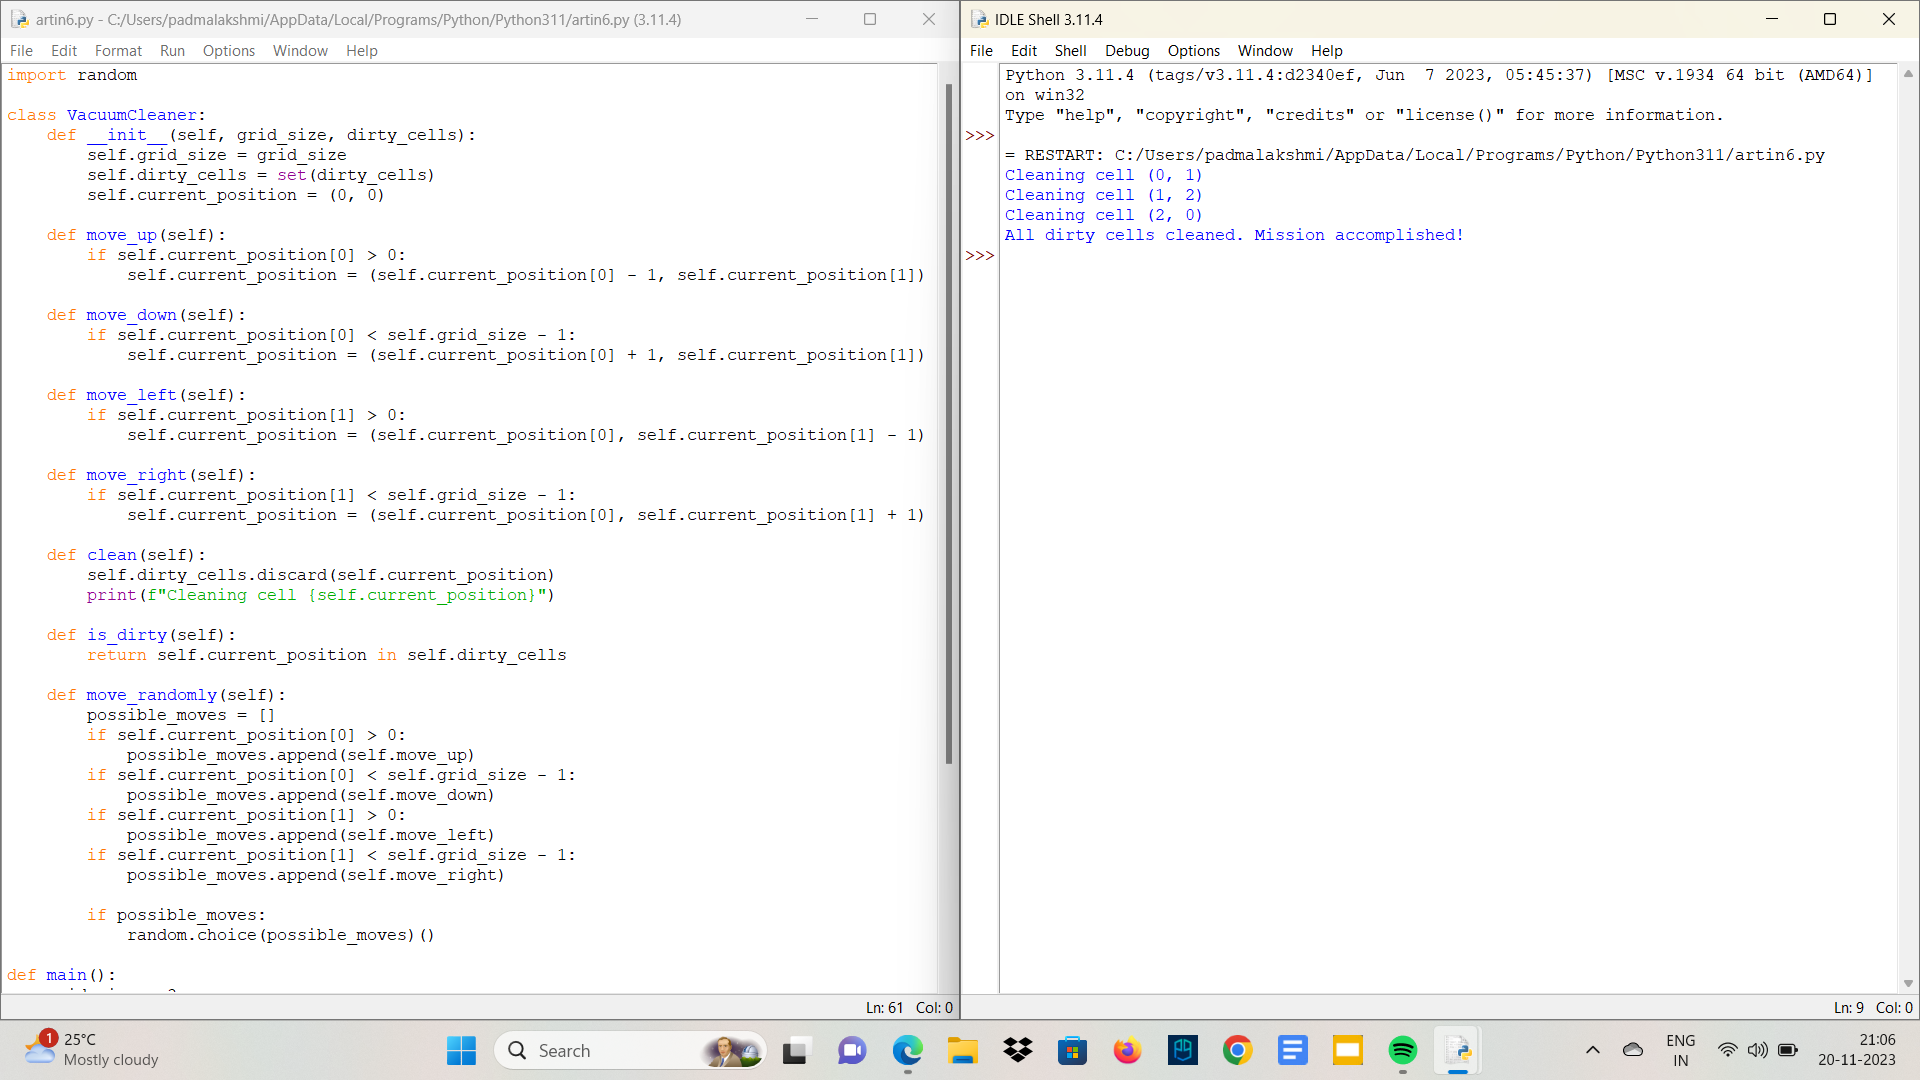 artin6.py - C:/Users/padmalakshmi/AppData/Local/Programs/Python/Python311/artin6.py (3.11.4)
File Edit Format Run Options Window Help
import random

class VacuumCleaner:
    def __init__(self, grid_size, dirty_cells):
        self.grid_size = grid_size
        self.dirty_cells = set(dirty_cells)
        self.current_position = (0, 0)

    def move_up(self):
        if self.current_position[0] > 0:
            self.current_position = (self.current_position[0] - 1, self.current_position[1])

    def move_down(self):
        if self.current_position[0] < self.grid_size - 1:
            self.current_position = (self.current_position[0] + 1, self.current_position[1])

    def move_left(self):
        if self.current_position[1] > 0:
            self.current_position = (self.current_position[0], self.current_position[1] - 1)

    def move_right(self):
        if self.current_position[1] < self.grid_size - 1:
            self.current_position = (self.current_position[0], self.current_position[1] + 1)

    def clean(self):
        self.dirty_cells.discard(self.current_position)
        print(f"Cleaning cell {self.current_position}")

    def is_dirty(self):
        return self.current_position in self.dirty_cells

    def move_randomly(self):
        possible_moves = []
        if self.current_position[0] > 0:
            possible_moves.append(self.move_up)
        if self.current_position[0] < self.grid_size - 1:
            possible_moves.append(self.move_down)
        if self.current_position[1] > 0:
            possible_moves.append(self.move_left)
        if self.current_position[1] < self.grid_size - 1:
            possible_moves.append(self.move_right)

        if possible_moves:
            random.choice(possible_moves)()

def main():
Ln: 61 Col: 0
IDLE Shell 3.11.4
File Edit Shell Debug Options Window Help
Python 3.11.4 (tags/v3.11.4:d2340ef, Jun  7 2023, 05:45:37) [MSC v.1934 64 bit (AMD64)]
on win32
Type "help", "copyright", "credits" or "license()" for more information.
>>>
= RESTART: C:/Users/padmalakshmi/AppData/Local/Programs/Python/Python311/artin6.py
Cleaning cell (0, 1)
Cleaning cell (1, 2)
Cleaning cell (2, 0)
All dirty cells cleaned. Mission accomplished!
>>>
Ln: 9 Col: 0
1
25°C
Mostly cloudy
Search
ENG
IN
21:06
20-11-2023